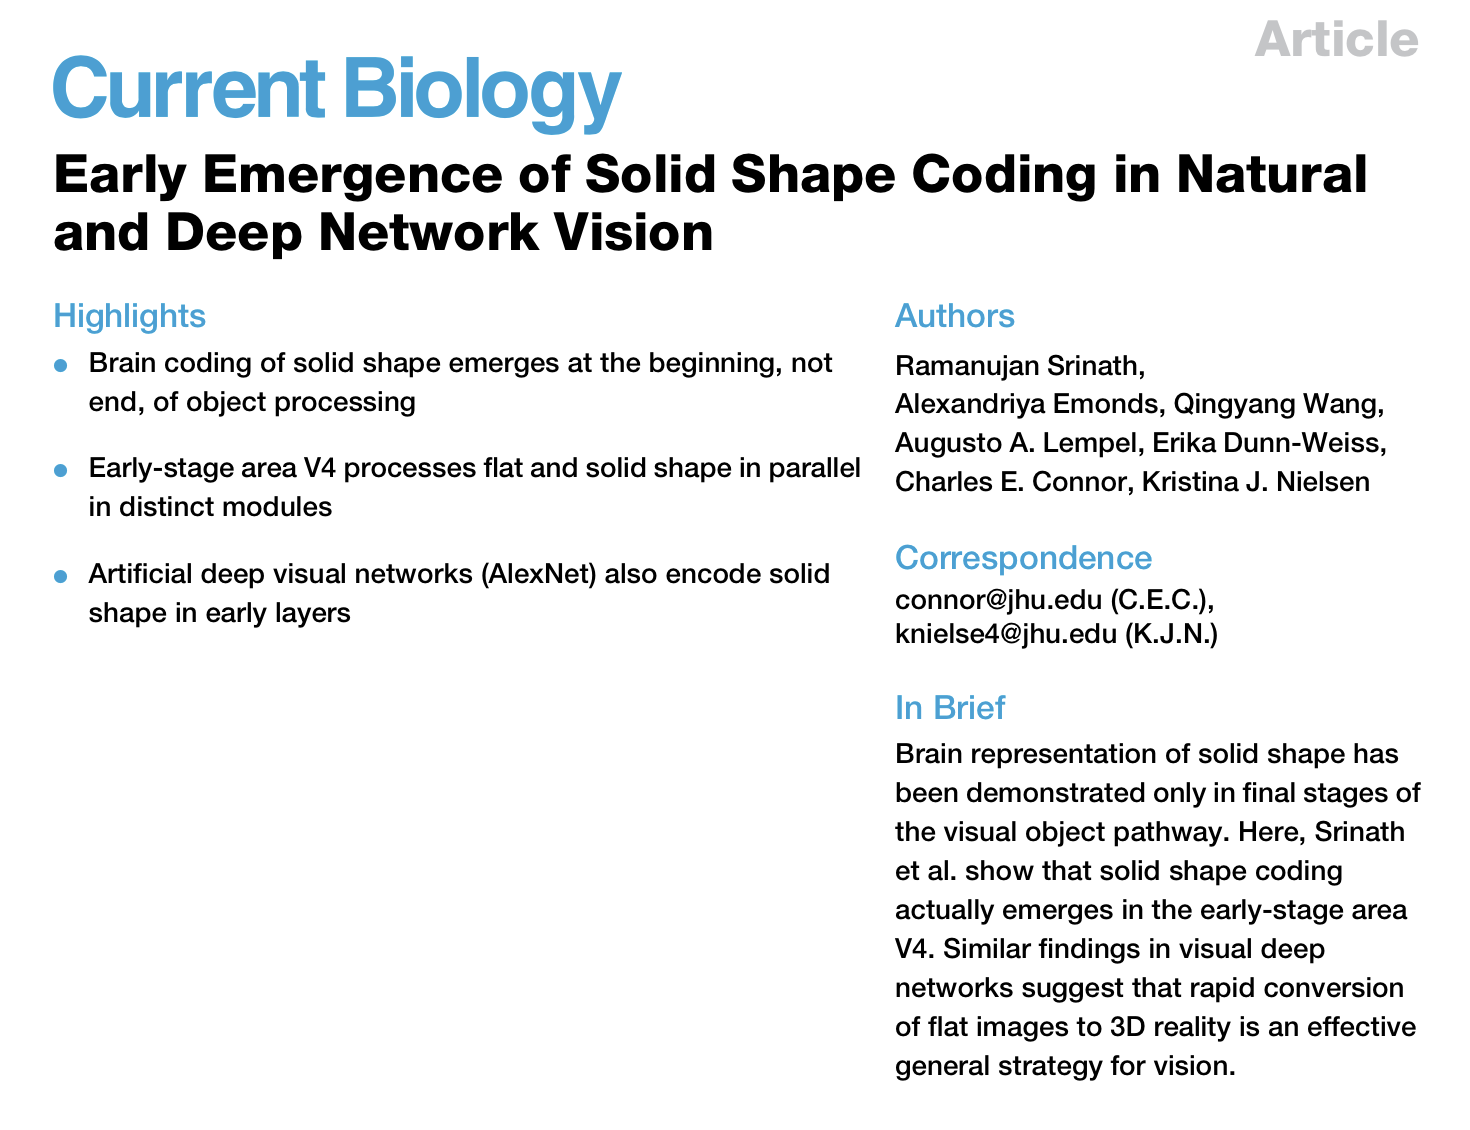 Article
Current Biology
Early Emergence of Solid Shape Coding in Natural
and Deep Network Vision
Highlights
● Brain coding of solid shape emerges at the beginning, not
end, of object processing
● Early-stage area V4 processes flat and solid shape in parallel
in distinct modules
● Artificial deep visual networks (AlexNet) also encode solid
shape in early layers
Authors
Ramanujan Srinath,
Alexandriya Emonds, Qingyang Wang,
Augusto A. Lempel, Erika Dunn-Weiss,
Charles E. Connor, Kristina J. Nielsen
Correspondence
connor@jhu.edu (C.E.C.),
knielse4@jhu.edu (K.J.N.)
In Brief
Brain representation of solid shape has
been demonstrated only in final stages of
the visual object pathway. Here, Srinath
et al. show that solid shape coding
actually emerges in the early-stage area
V4. Similar findings in visual deep
networks suggest that rapid conversion
of flat images to 3D reality is an effective
general strategy for vision.